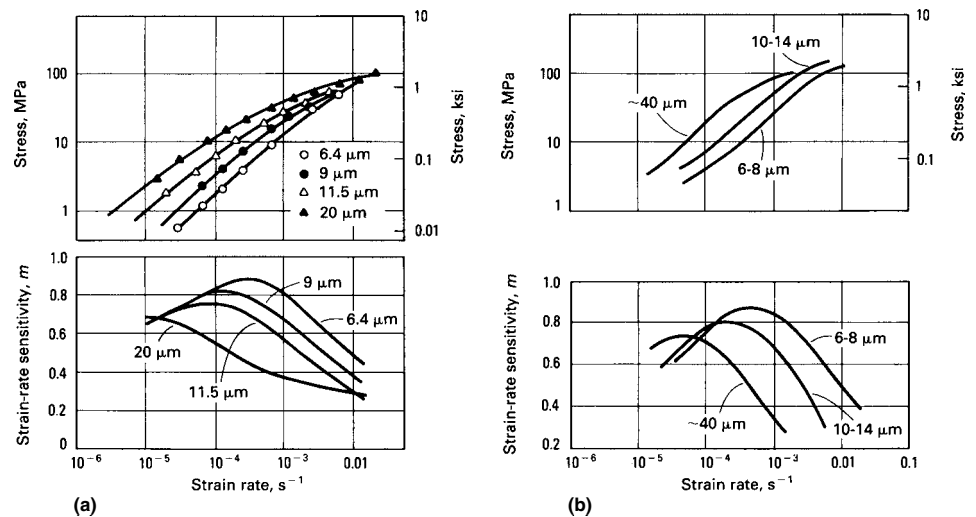 Stress, MPa
100
10
1
10
1
0.1
0.01
Stress, ksi
6.4 μm
9 μm
11.5 μm
20 μm
Strain-rate sensitivity, m
1.0
0.8
0.6
0.4
0.2
0
9 μm
6.4 μm
20 μm
11.5 μm
10⁻⁶
10⁻⁵
10⁻⁴
10⁻³
0.01
Strain rate, s⁻¹
(a)
Stress, MPa
100
10
1
10
1
0.1
Stress, ksi
10-14 μm
~40 μm
6-8 μm
Strain-rate sensitivity, m
1.0
0.8
0.6
0.4
0.2
6-8 μm
~40 μm
10-14 μm
10⁻⁶
10⁻⁵
10⁻⁴
10⁻³
0.01
0.1
Strain rate, s⁻¹
(b)